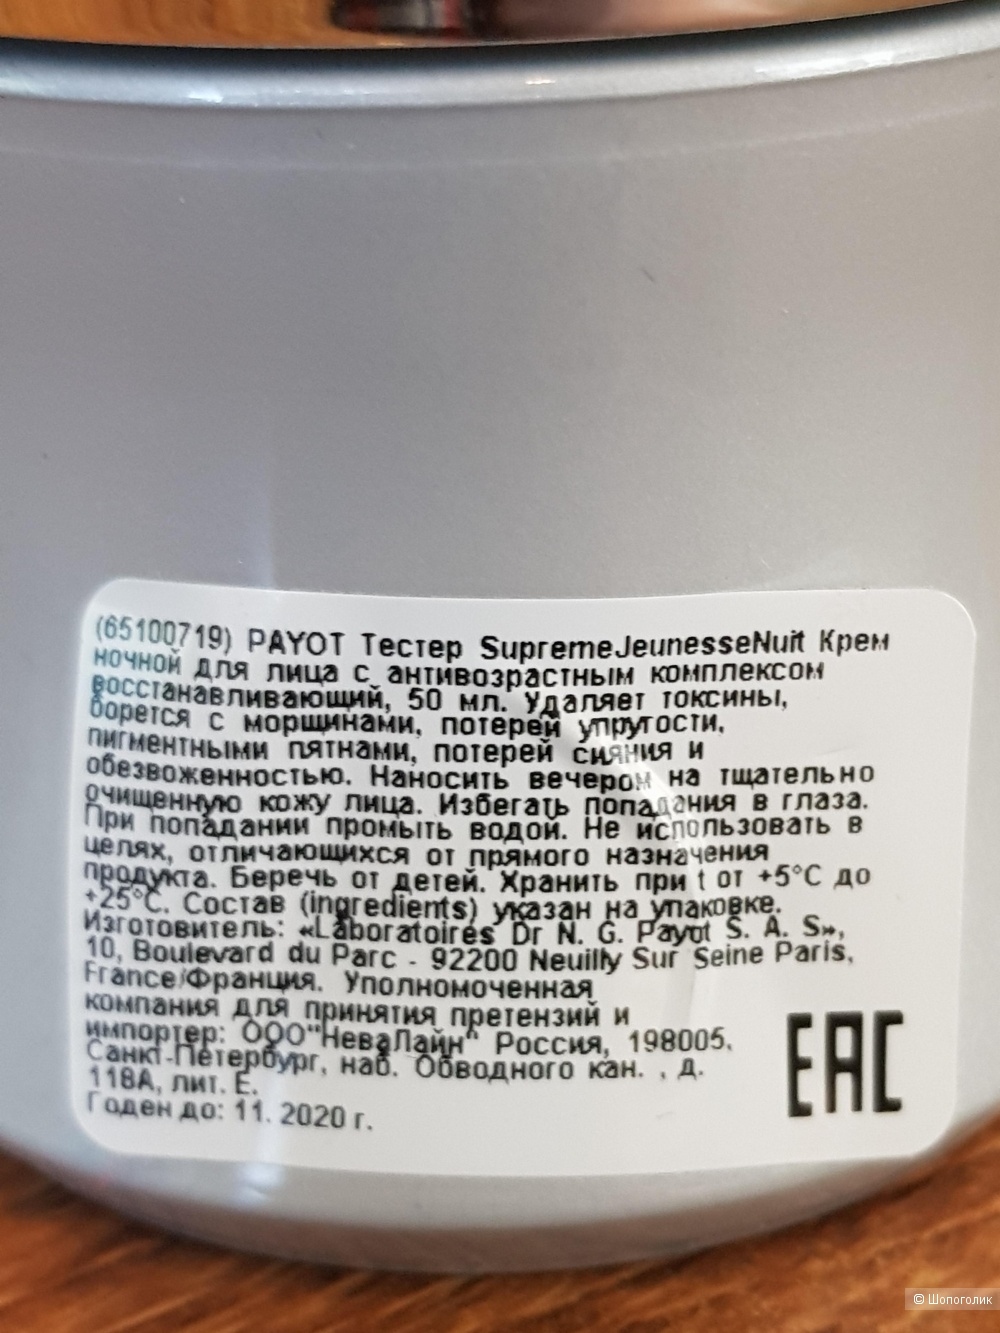 (65100719) PAYOT Тестер SupremeJeunesseNuit Крем
ночной для лица с антивозрастным комплексом
восстанавливающий, 50 мл. Удаляет токсины,
борется с морщинами, потерей упругости,
пигментными пятнами, потерей сияния и
обезвоженностью. Наносить вечером на тщательно
очищенную кожу лица. Избегать попадания в глаза.
При попадании промыть водой. Не использовать в
целях, отличающихся от прямого назначения
продукта. Беречь от детей. Хранить при t от +5°C до
+25°C. Состав (ingredients) указан на упаковке.
Изготовитель: «Laboratoires Dr N. G. Payot S. A. S»,
10, Boulevard du Parc - 92200 Neuilly Sur Seine Paris,
France/Франция. Уполномоченная
компания для принятия претензий и
импортер: ООО"НеваЛайн" Россия, 198005,
Санкт-Петербург, наб. Обводного кан. , д.
118А, лит. Е.
Годен до: 11. 2020 г.
EAC
© Шопоголик